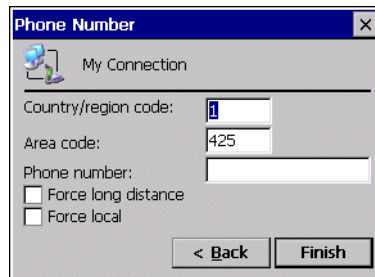 Phone Number
My Connection
Country/region code: 1
Area code: 425
Phone number:
Force long distance
Force local
< Back Finish